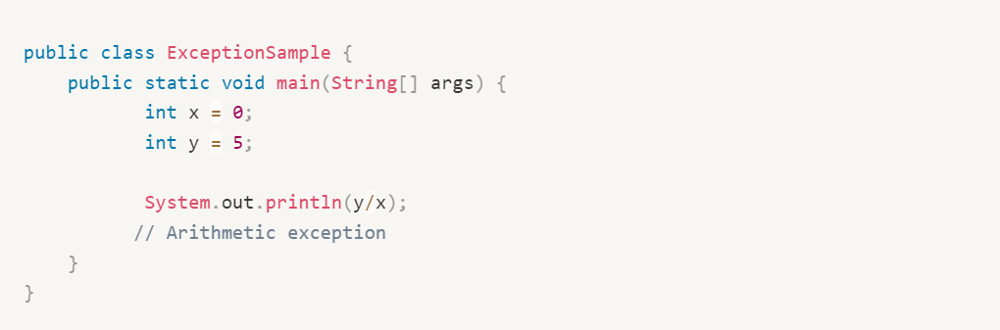 public class ExceptionSample {
    public static void main(String[] args) {
           int x = 0;
           int y = 5;

           System.out.println(y/x);
          // Arithmetic exception
    }
}